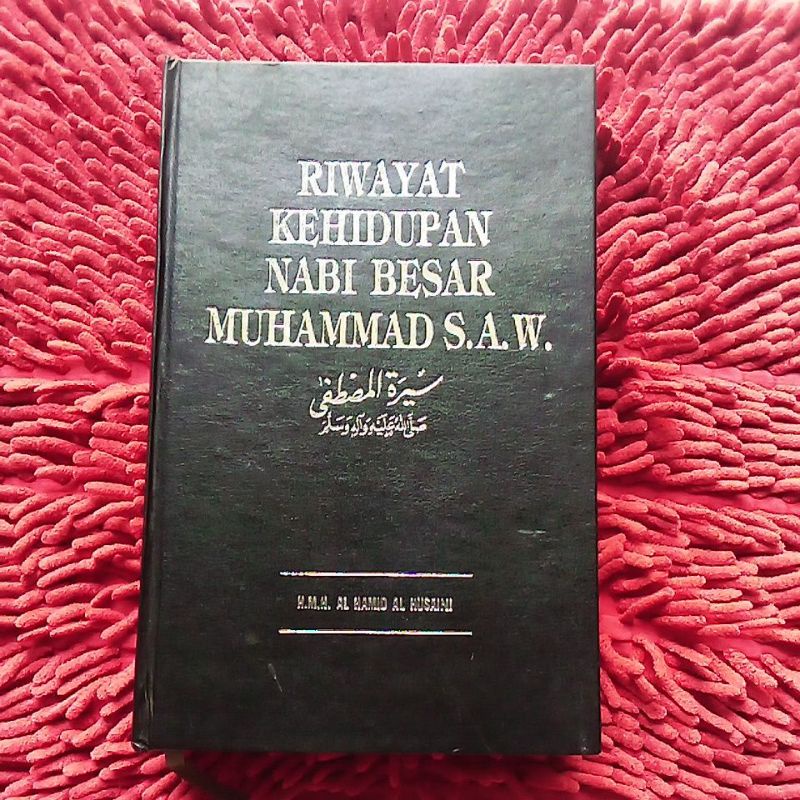 RIWAYAT
KEHIDUPAN
NABI BESAR
MUHAMMAD S.A.W.
سيرة المصطفى
صلى الله عليه وآله وسلم
H.M.H. AL HAMID AL HUSAINI